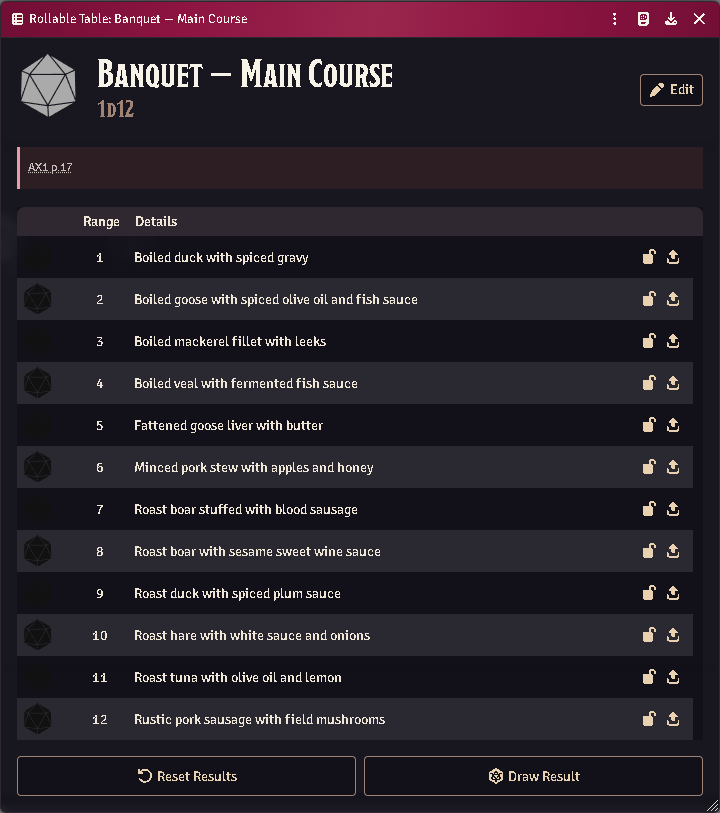 Rollable Table: Banquet — Main Course
Banquet — Main Course
1d12
Edit
AX1 p.17
Range Details
1 Boiled duck with spiced gravy
2 Boiled goose with spiced olive oil and fish sauce
3 Boiled mackerel fillet with leeks
4 Boiled veal with fermented fish sauce
5 Fattened goose liver with butter
6 Minced pork stew with apples and honey
7 Roast boar stuffed with blood sausage
8 Roast boar with sesame sweet wine sauce
9 Roast duck with spiced plum sauce
10 Roast hare with white sauce and onions
11 Roast tuna with olive oil and lemon
12 Rustic pork sausage with field mushrooms
Reset Results Draw Result